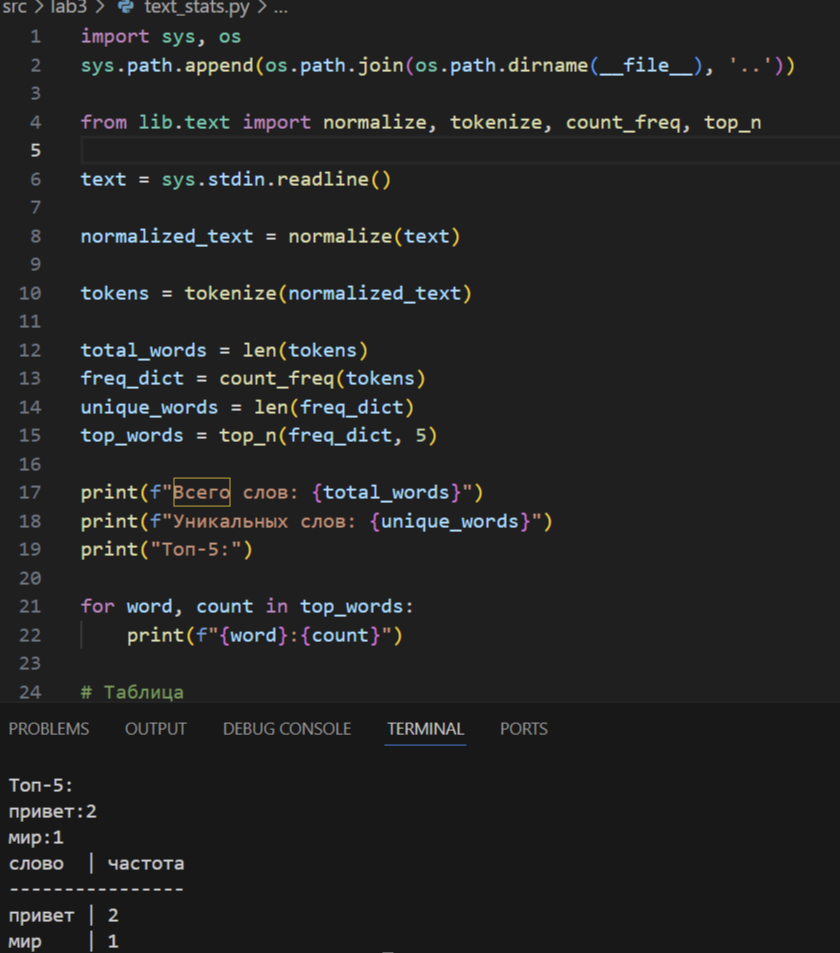 src > lab3 > text_stats.py > ...
1 import sys, os
2 sys.path.append(os.path.join(os.path.dirname(__file__), '..'))
3
4 from lib.text import normalize, tokenize, count_freq, top_n
5
6 text = sys.stdin.readline()
7
8 normalized_text = normalize(text)
9
10 tokens = tokenize(normalized_text)
11
12 total_words = len(tokens)
13 freq_dict = count_freq(tokens)
14 unique_words = len(freq_dict)
15 top_words = top_n(freq_dict, 5)
16
17 print(f"Всего слов: {total_words}")
18 print(f"Уникальных слов: {unique_words}")
19 print("Топ-5:")
20
21 for word, count in top_words:
22     print(f"{word}:{count}")
23
24 # Таблица
PROBLEMS OUTPUT DEBUG CONSOLE TERMINAL PORTS
Топ-5:
привет:2
мир:1
слово  | частота
----------------
привет | 2
мир    | 1